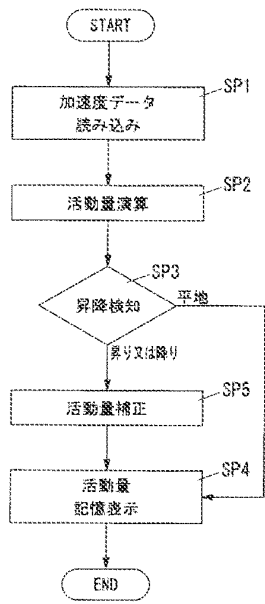 START
SP1
加速度データ
読み込み
SP2
活動量演算
SP3
昇降検知
平地
昇り又は降り
SP5
活動量補正
SP4
活動量
記憶表示
END